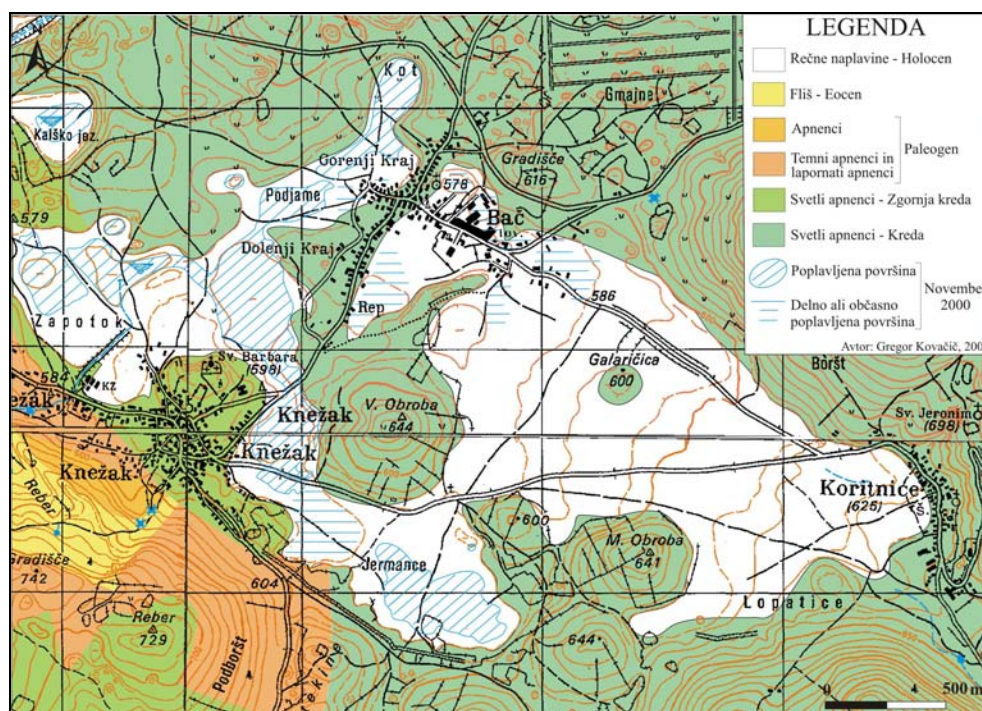 LEGENDA
Rečne naplavine - Holocen
Fliš - Eocen
Apnenci
Temni apnenci in
lapornati apnenci
Paleogen
Svetli apnenci - Zgornja kreda
Svetli apnenci - Kreda
Poplavljena površina
Delno ali občasno
poplavljena površina
November
2000
Avtor: Gregor Kovačič, 200
Kot
Gmajne
Kalško jez.
Gorenji Kraj
Gradišče
616
578
Podjame
Bač
579
Dolenji Kraj
Rep
586
Zapotok
Sv. Barbara
(598)
Galaričica
600
Boršt
584
KZ
Knežak
V. Obroba
644
Sv. Jeronim
(698)
Knežak
Knežak
Koritnice
(626)
Reber
600
Gradišče
742
Jermance
M. Obroba
641
604
Lopatice
Reber
729
644
Podboršt
0
500 m